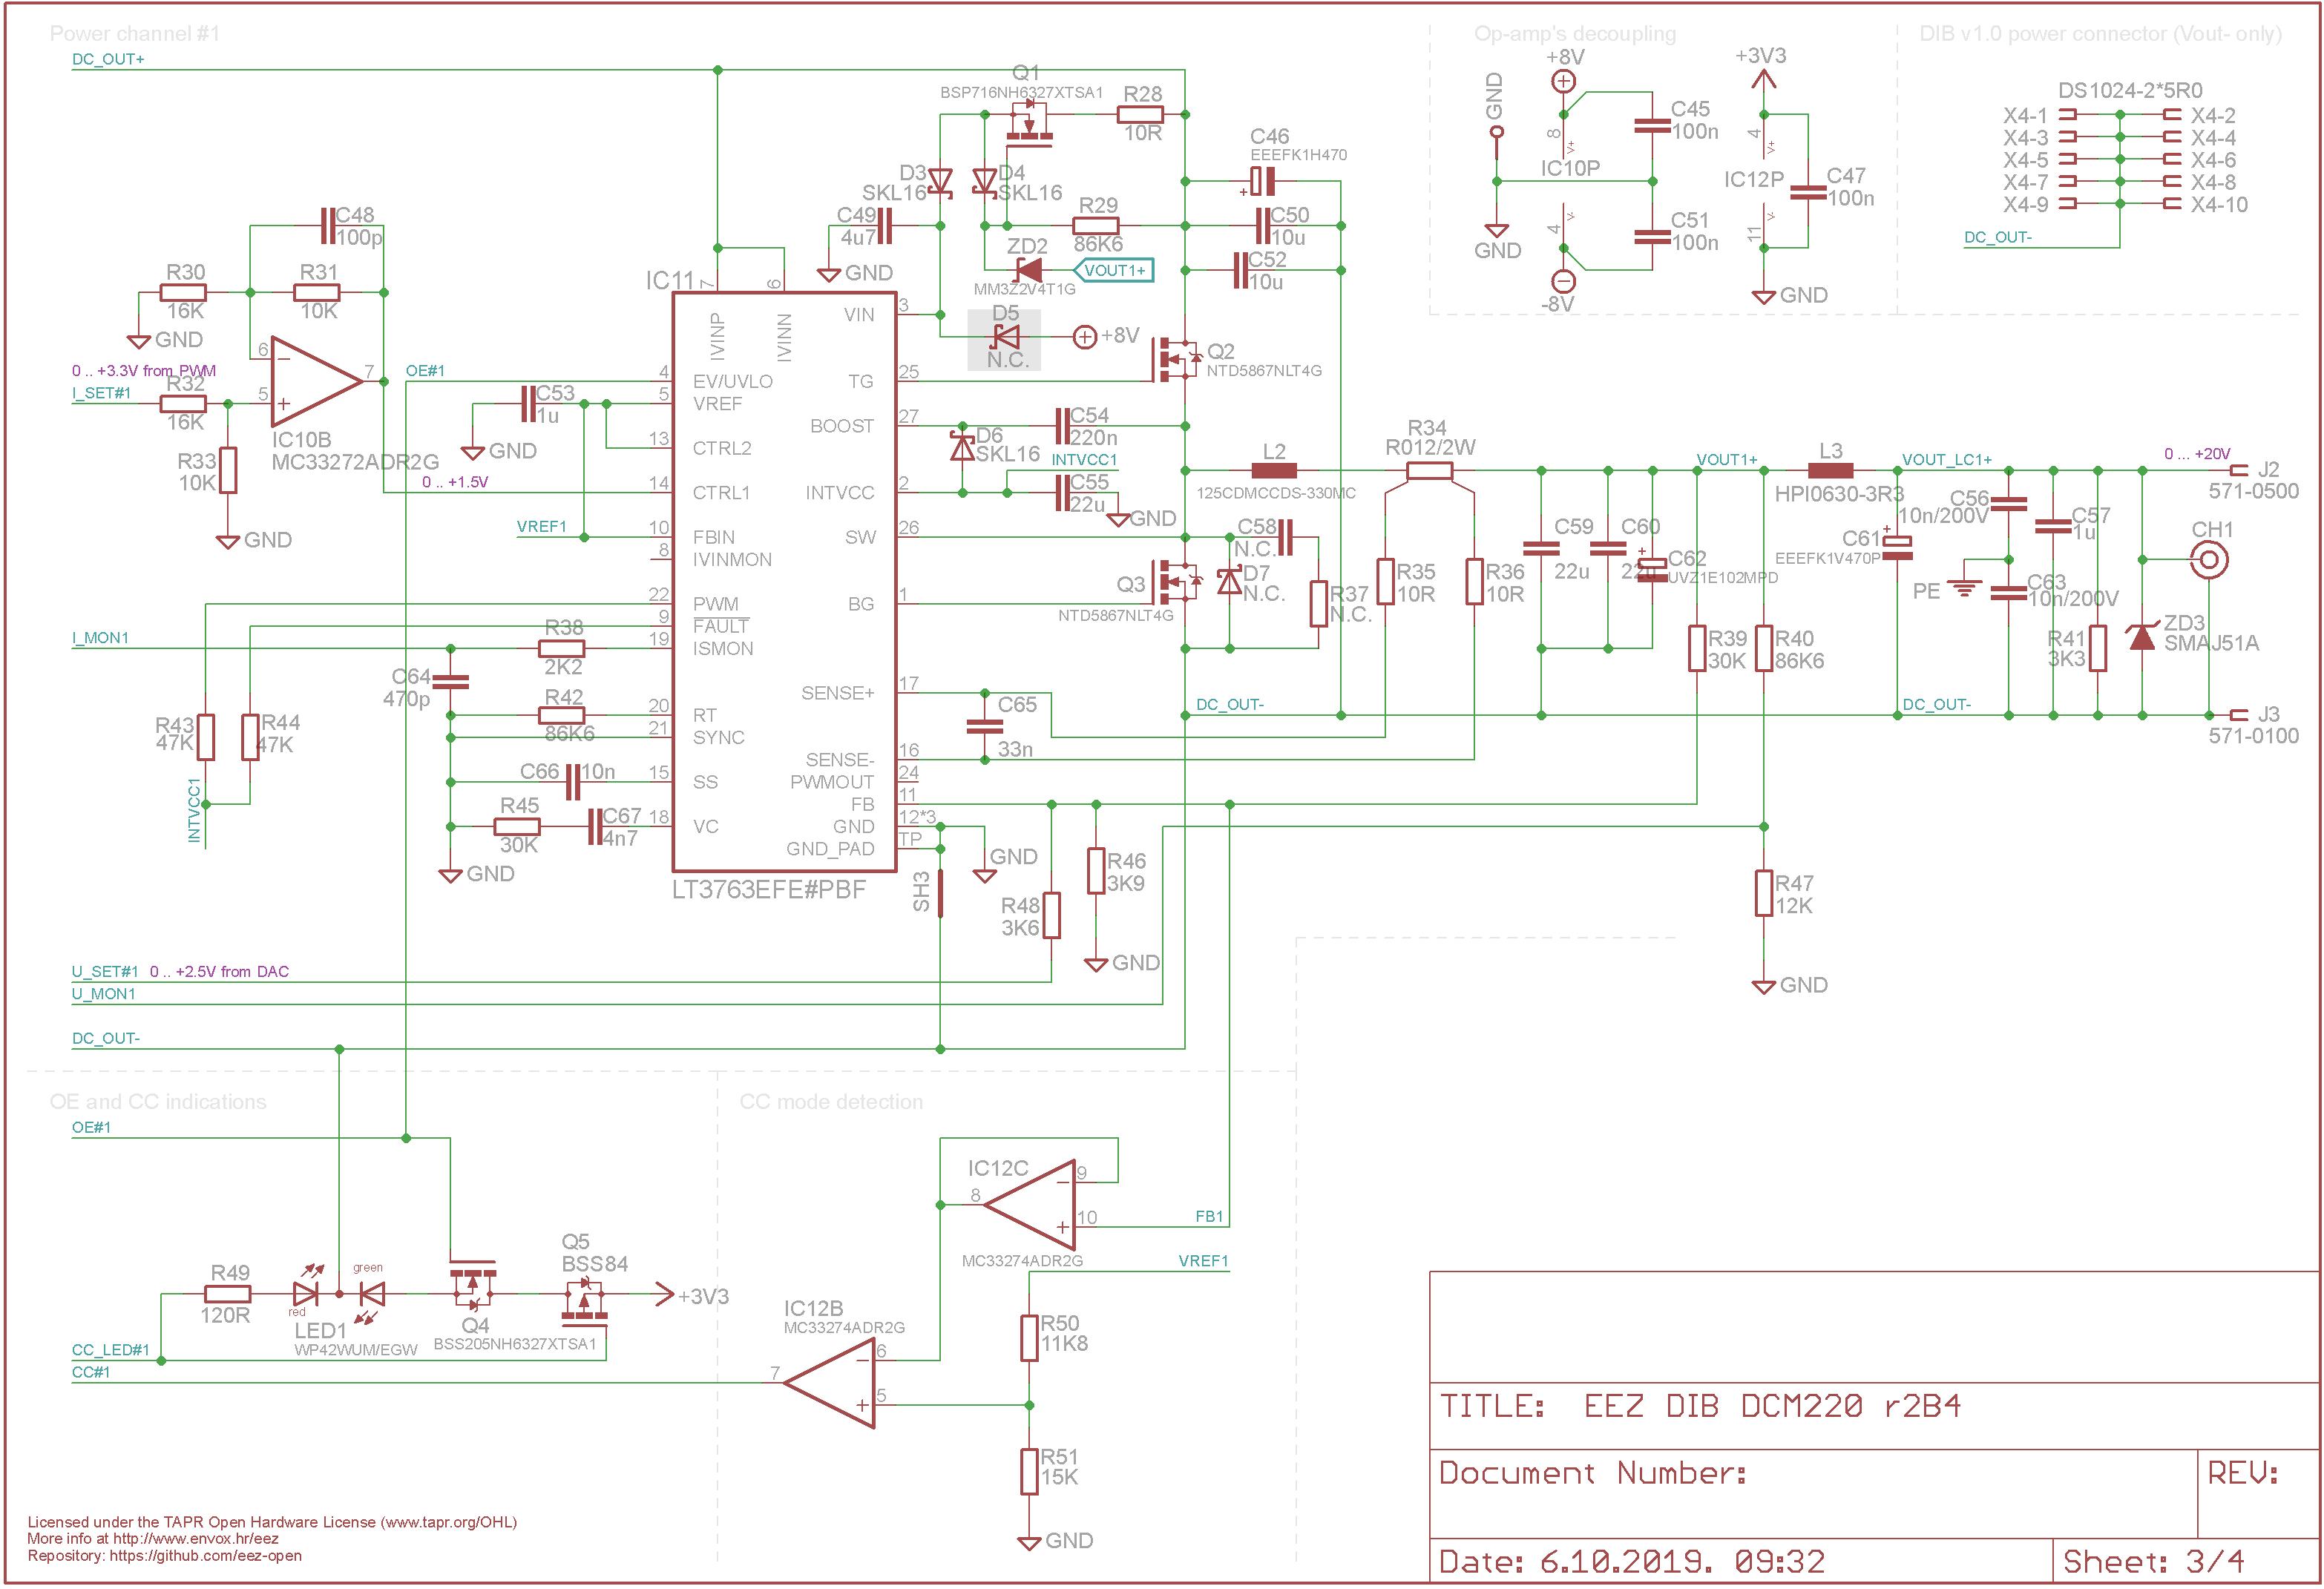 Power channel #1
Op-amp's decoupling
DIB v1.0 power connector (Vout- only)
DC_OUT+
Q1
BSP716NH6327XTSA1
R28
10R
GND
+8V
8
V+
IC10P
4
V-
-8V
GND
C45
100n
C51
100n
+3V3
4
V+
IC12P
V-
11
C47
100n
GND
DS1024-2*5R0
X4-1
X4-2
X4-3
X4-4
X4-5
X4-6
X4-7
X4-8
X4-9
X4-10
DC_OUT-
D3
SKL16
D4
SKL16
C46
EEEFK1H470
C49
4u7
GND
R29
86K6
C50
10u
ZD2
MM3Z2V4T1G
VOUT1+
C52
10u
D5
N.C.
+8V
C48
100p
R30
16K
R31
10K
GND
0 .. +3.3V from PWM
I_SET#1
R32
16K
6
5
7
IC10B
MC33272ADR2G
R33
10K
GND
0 .. +1.5V
OE#1
C53
1u
GND
VREF1
IC11
7
6
IVINP
IVINN
VIN
3
4
EV/UVLO
TG
25
5
VREF
BOOST
27
13
CTRL2
14
CTRL1
INTVCC
2
10
FBIN
SW
26
8
IVINMON
22
PWM
BG
1
9
FAULT
19
ISMON
SENSE+
17
20
RT
21
SYNC
SENSE-
16
15
SS
PWMOUT
24
FB
11
18
VC
GND
12*3
GND_PAD
TP
LT3763EFE#PBF
Q2
NTD5867NLT4G
C54
220n
D6
SKL16
INTVCC1
C55
22u
GND
L2
125CDMCCDS-330MC
R34
R012/2W
Q3
NTD5867NLT4G
C58
N.C.
D7
N.C.
R37
N.C.
R35
10R
R36
10R
C59
22u
C60
22u
C62
UVZ1E102MPD
VOUT1+
L3
HPI0630-3R3
VOUT_LC1+
0 ... +20V
J2
571-0500
R39
30K
R40
86K6
C61
EEEFK1V470P
C56
10n/200V
C57
1u
PE
C63
10n/200V
CH1
R41
3K3
ZD3
SMAJ51A
DC_OUT-
DC_OUT-
J3
571-0100
I_MON1
R38
2K2
C64
470p
R42
86K6
R43
47K
R44
47K
INTVCC1
C66
10n
R45
30K
C67
4n7
GND
C65
33n
SH3
GND
R48
3K6
R46
3K9
GND
R47
12K
GND
U_SET#1
0 .. +2.5V from DAC
U_MON1
DC_OUT-
OE and CC indications
CC mode detection
OE#1
IC12C
9
8
10
MC33274ADR2G
FB1
VREF1
R49
120R
red
green
LED1
WP42WUM/EGW
Q4
BSS205NH6327XTSA1
Q5
BSS84
+3V3
CC_LED#1
CC#1
IC12B
MC33274ADR2G
6
7
5
R50
11K8
R51
15K
GND
TITLE: EEZ DIB DCM220 r2B4
Document Number:
REV:
Date: 6.10.2019. 09:32
Sheet: 3/4
Licensed under the TAPR Open Hardware License (www.tapr.org/OHL)
More info at http://www.envox.hr/eez
Repository: https://github.com/eez-open